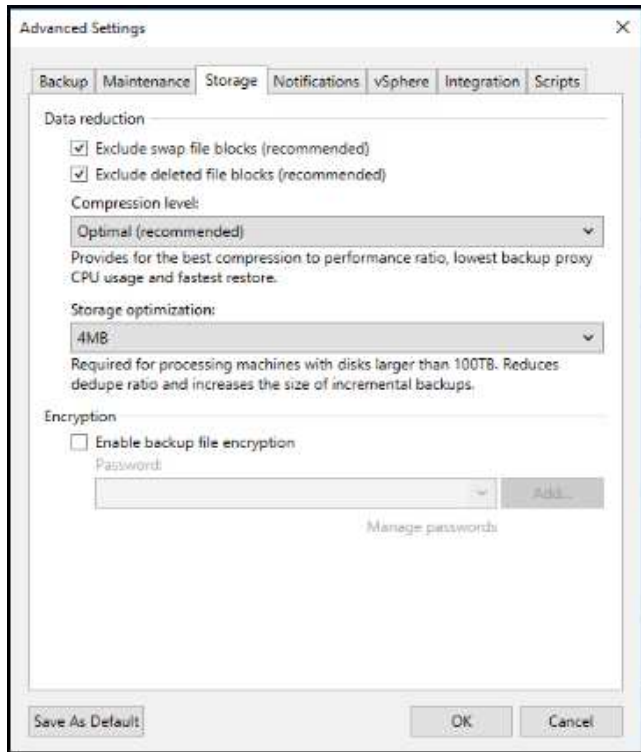 Advanced Settings
Backup Maintenance Storage Notifications vSphere Integration Scripts
Data reduction
Exclude swap file blocks (recommended)
Exclude deleted file blocks (recommended)
Compression level:
Optimal (recommended)
Provides for the best compression to performance ratio, lowest backup proxy
CPU usage and fastest restore.
Storage optimization:
4MB
Required for processing machines with disks larger than 100TB. Reduces
dedupe ratio and increases the size of incremental backups.
Encryption
Enable backup file encryption
Password:
Add...
Manage passwords
Save As Default OK Cancel